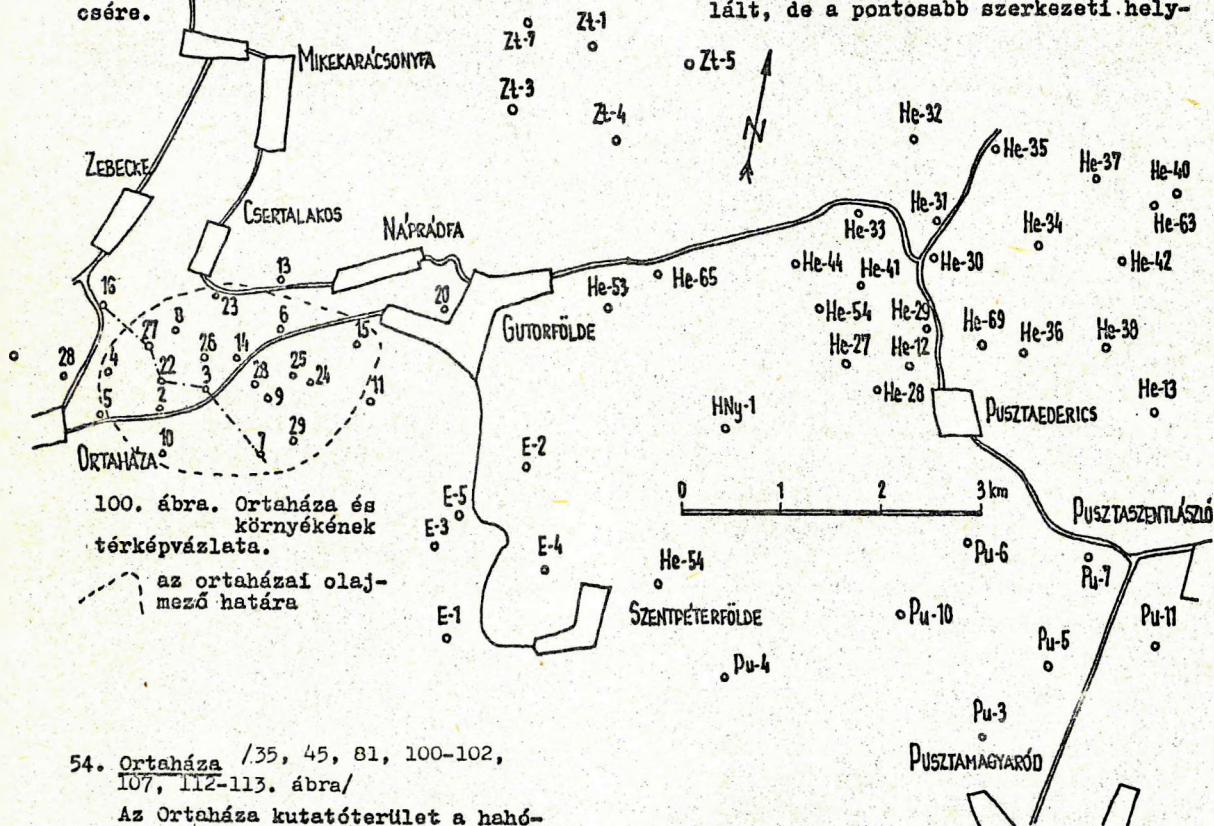 csére.
lált, de a pontosabb szerkezeti hely-
MIKEKARÁCSONYFA
Zt-7
Zt-1
Zt-5
Zt-3
Zt-4
N
ZEBECKE
CSERTALAKOS
NÁPRÁDFA
He-32
He-35
He-37
He-40
He-63
He-31
He-33
He-34
He-30
He-42
He-44
He-41
He-65
He-53
He-54
He-29
He-69
He-36
He-38
He-27
He-12
He-28
He-13
GUTORFÖLDE
13
23
16
20
8
6
27
26
14
15
28
4
22
3
28
25
24
9
11
5
2
10
7
29
ORTAHÁZA
HNy-1
PUSZTAEDERICS
E-2
E-5
E-3
E-4
E-1
0 1 2 3 km
PUSZTASZENTLÁSZLÓ
100. ábra. Ortaháza és
környékének
térképvázlata.
az ortaházai olaj-
mező határa
He-54
SZENTPÉTERFÖLDE
Pu-6
Pu-7
Pu-10
Pu-11
Pu-5
Pu-4
Pu-3
PUSZTAMAGYARÓD
54. Ortaháza /35, 45, 81, 100-102,
107, 112-113. ábra/
Az Ortaháza kutatóterület a hahó-